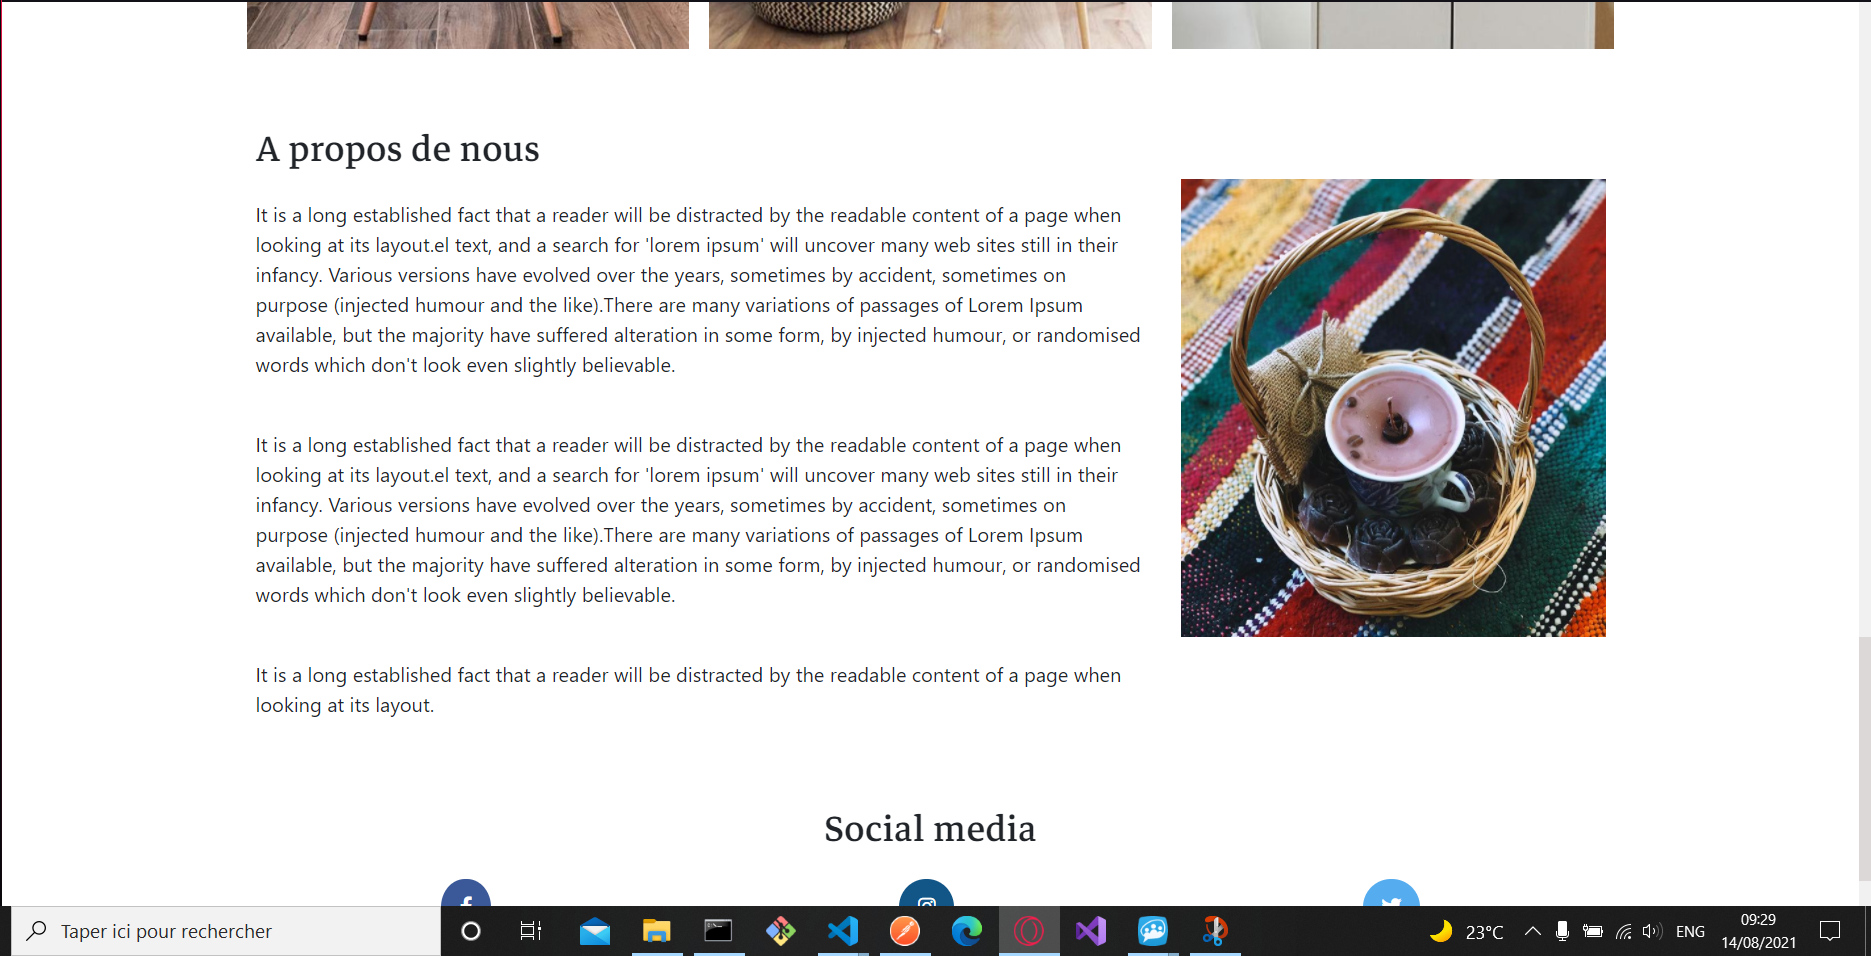 A propos de nous
It is a long established fact that a reader will be distracted by the readable content of a page when
looking at its layout.el text, and a search for 'lorem ipsum' will uncover many web sites still in their
infancy. Various versions have evolved over the years, sometimes by accident, sometimes on
purpose (injected humour and the like).There are many variations of passages of Lorem Ipsum
available, but the majority have suffered alteration in some form, by injected humour, or randomised
words which don't look even slightly believable.
It is a long established fact that a reader will be distracted by the readable content of a page when
looking at its layout.el text, and a search for 'lorem ipsum' will uncover many web sites still in their
infancy. Various versions have evolved over the years, sometimes by accident, sometimes on
purpose (injected humour and the like).There are many variations of passages of Lorem Ipsum
available, but the majority have suffered alteration in some form, by injected humour, or randomised
words which don't look even slightly believable.
It is a long established fact that a reader will be distracted by the readable content of a page when
looking at its layout.
Social media
Taper ici pour rechercher
23°C
ENG
09:29
14/08/2021